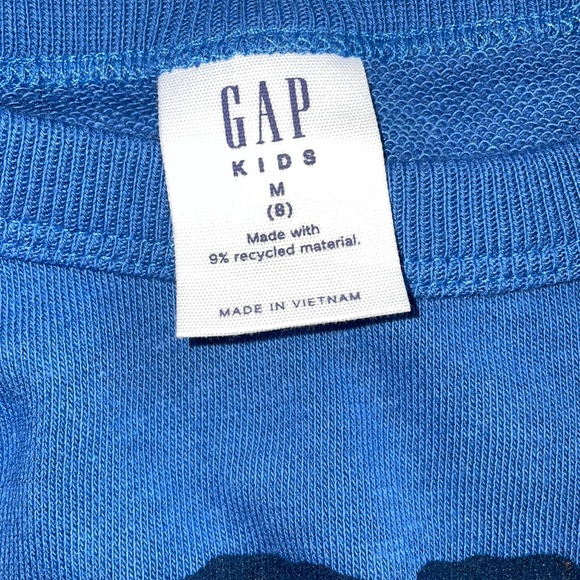 GAP
KIDS
M
(8)
Made with
9% recycled material.
MADE IN VIETNAM